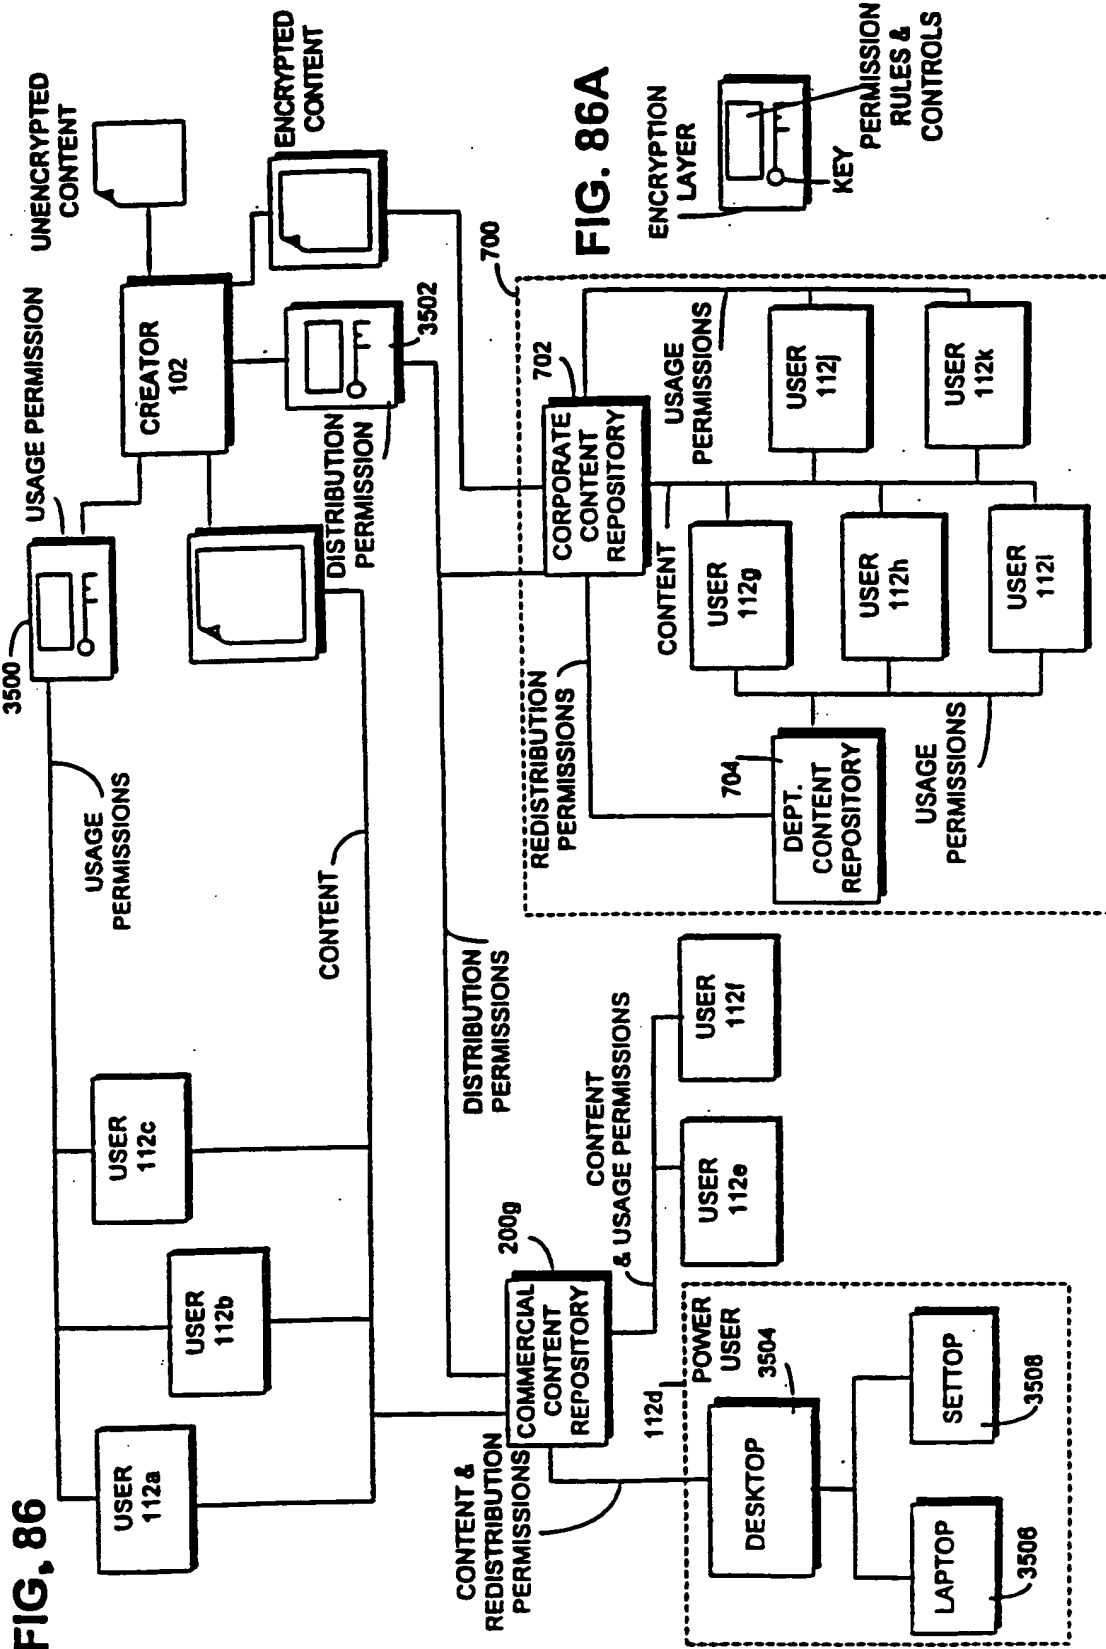 FIG. 86
USER
112a
USER
112b
USER
112c
USAGE
PERMISSIONS
3500
USAGE PERMISSION
CREATOR
102
UNENCRYPTED
CONTENT
ENCRYPTED
CONTENT
CONTENT
DISTRIBUTION
PERMISSION
3502
DISTRIBUTION
PERMISSIONS
CONTENT &
REDISTRIBUTION
PERMISSIONS
COMMERCIAL
CONTENT
REPOSITORY
200g
CONTENT
& USAGE PERMISSIONS
USER
112e
USER
112f
112d
POWER
USER
3504
DESKTOP
LAPTOP
3506
SETTOP
3508
REDISTRIBUTION
PERMISSIONS
704
DEPT.
CONTENT
REPOSITORY
USAGE
PERMISSIONS
CORPORATE
CONTENT
REPOSITORY
702
700
CONTENT
USAGE
PERMISSIONS
USER
112g
USER
112h
USER
112i
USER
112j
USER
112k
FIG. 86A
ENCRYPTION
LAYER
KEY
PERMISSION
RULES &
CONTROLS